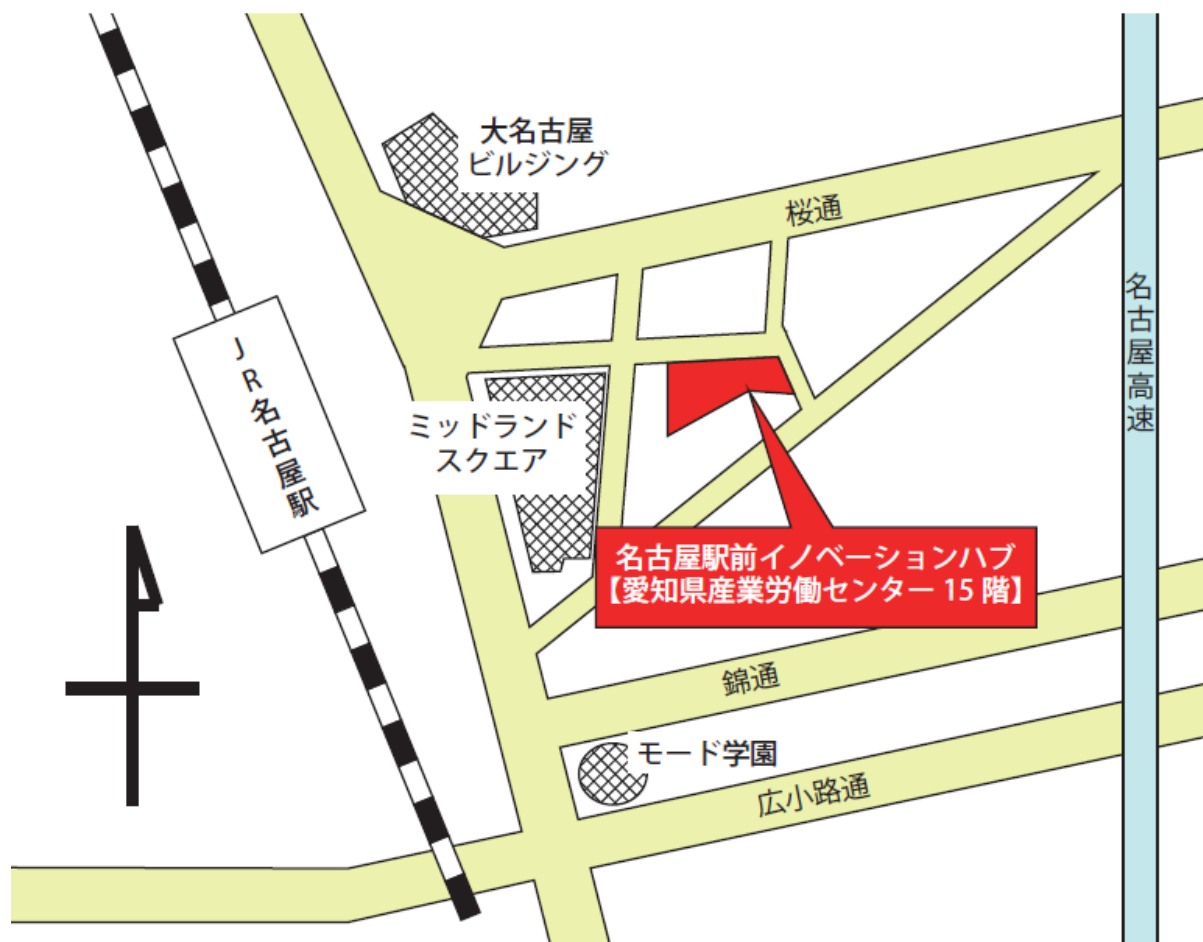 大名古屋
ビルジング
桜通
名古屋高速
JR名古屋駅
ミッドランド
スクエア
名古屋駅前イノベーションハブ
【愛知県産業労働センター 15 階】
錦通
モード学園
広小路通